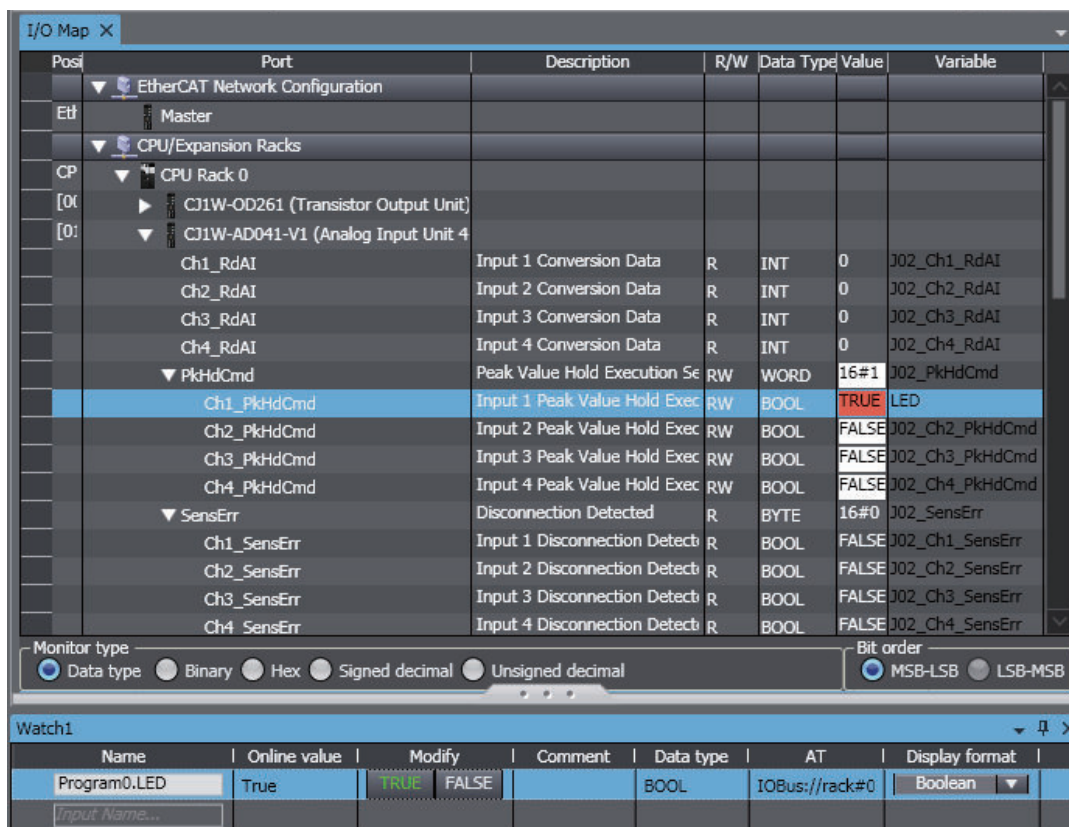 I/O Map X
Posi Port Description R/W Data Type Value Variable
EtherCAT Network Configuration
Master
CPU/Expansion Racks
CP CPU Rack 0
CJ1W-OD261 (Transistor Output Unit)
CJ1W-AD041-V1 (Analog Input Unit 4
Ch1_RdAI Input 1 Conversion Data R INT 0 J02_Ch1_RdAI
Ch2_RdAI Input 2 Conversion Data R INT 0 J02_Ch2_RdAI
Ch3_RdAI Input 3 Conversion Data R INT 0 J02_Ch3_RdAI
Ch4_RdAI Input 4 Conversion Data R INT 0 J02_Ch4_RdAI
PkHdCmd Peak Value Hold Execution Se RW WORD 16#1 J02_PkHdCmd
Ch1_PkHdCmd Input 1 Peak Value Hold Exec RW BOOL TRUE LED
Ch2_PkHdCmd Input 2 Peak Value Hold Exec RW BOOL FALSE J02_Ch2_PkHdCmd
Ch3_PkHdCmd Input 3 Peak Value Hold Exec RW BOOL FALSE J02_Ch3_PkHdCmd
Ch4_PkHdCmd Input 4 Peak Value Hold Exec RW BOOL FALSE J02_Ch4_PkHdCmd
SensErr Disconnection Detected R BYTE 16#0 J02_SensErr
Ch1_SensErr Input 1 Disconnection Detect R BOOL FALSE J02_Ch1_SensErr
Ch2_SensErr Input 2 Disconnection Detect R BOOL FALSE J02_Ch2_SensErr
Ch3_SensErr Input 3 Disconnection Detect R BOOL FALSE J02_Ch3_SensErr
Ch4_SensErr Input 4 Disconnection Detect R BOOL FALSE J02_Ch4_SensErr
Monitor type Bit order
Data type Binary Hex Signed decimal Unsigned decimal MSB-LSB LSB-MSB
Watch1
Name Online value Modify Comment Data type AT Display format
Program0.LED True TRUE FALSE BOOL IOBus://rack#0 Boolean
Input Name...